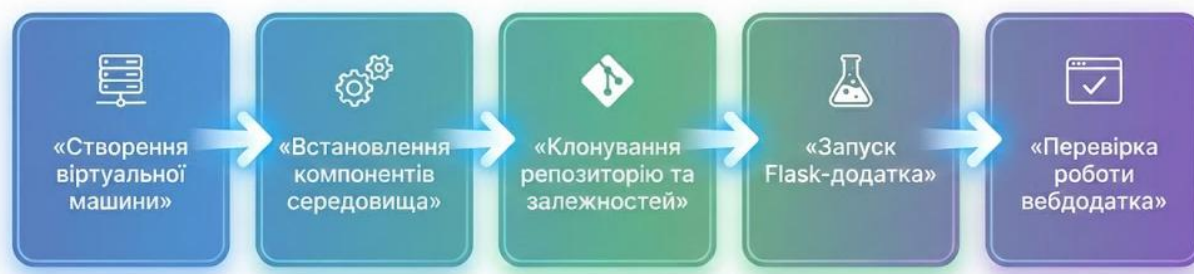 «Створення
віртуальної
машини»
«Встановлення
компонентів
середовища»
«Клонування
репозиторію та
залежностей»
«Запуск
Flask-додатка»
«Перевірка
роботи
вебдодатка»